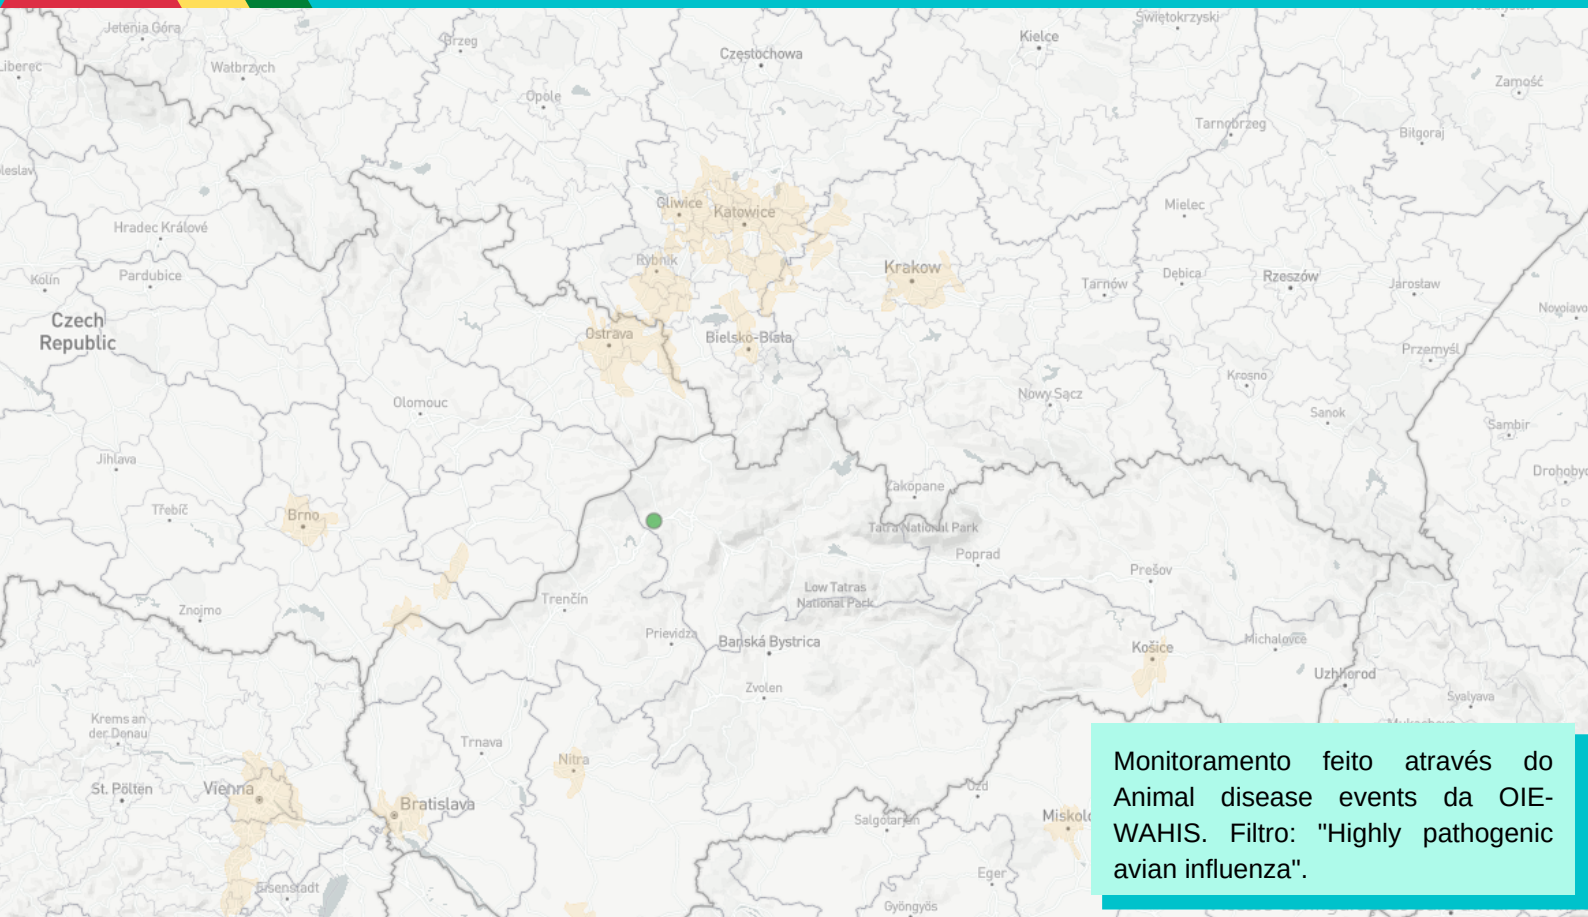 Świętokrzyski
Jelenia Góra
Brzeg
Kielce
Częstochowa
Liberec
Wałbrzych
Zamość
Opole
Tarnobrzeg
Biłgoraj
Gliwice
Katowice
Mielec
Hradec Králové
Rybnik
Krakow
Kolín
Pardubice
Dębica
Rzeszów
Tarnów
Jarosław
Czech
Republic
Ostrava
Bielsko-Biała
Przemyśl
Krosno
Olomouc
Nowy Sącz
Sanok
Sambir
Jihlava
Zakopane
Třebíč
Brno
Tatra National Park
Poprad
Prešov
Low Tatras
National Park
Trenčín
Znojmo
Prievidza
Banská Bystrica
Michalovce
Košice
Uzhhorod
Zvolen
Svalyava
Krems an
der Donau
Trnava
Nitra
St. Pölten
Vienna
Bratislava
Ózd
Salgótarján
Eger
Eisenstadt
Gyöngyös
Monitoramento feito através do
Animal disease events da OIE-
WAHIS. Filtro: "Highly pathogenic
avian influenza".